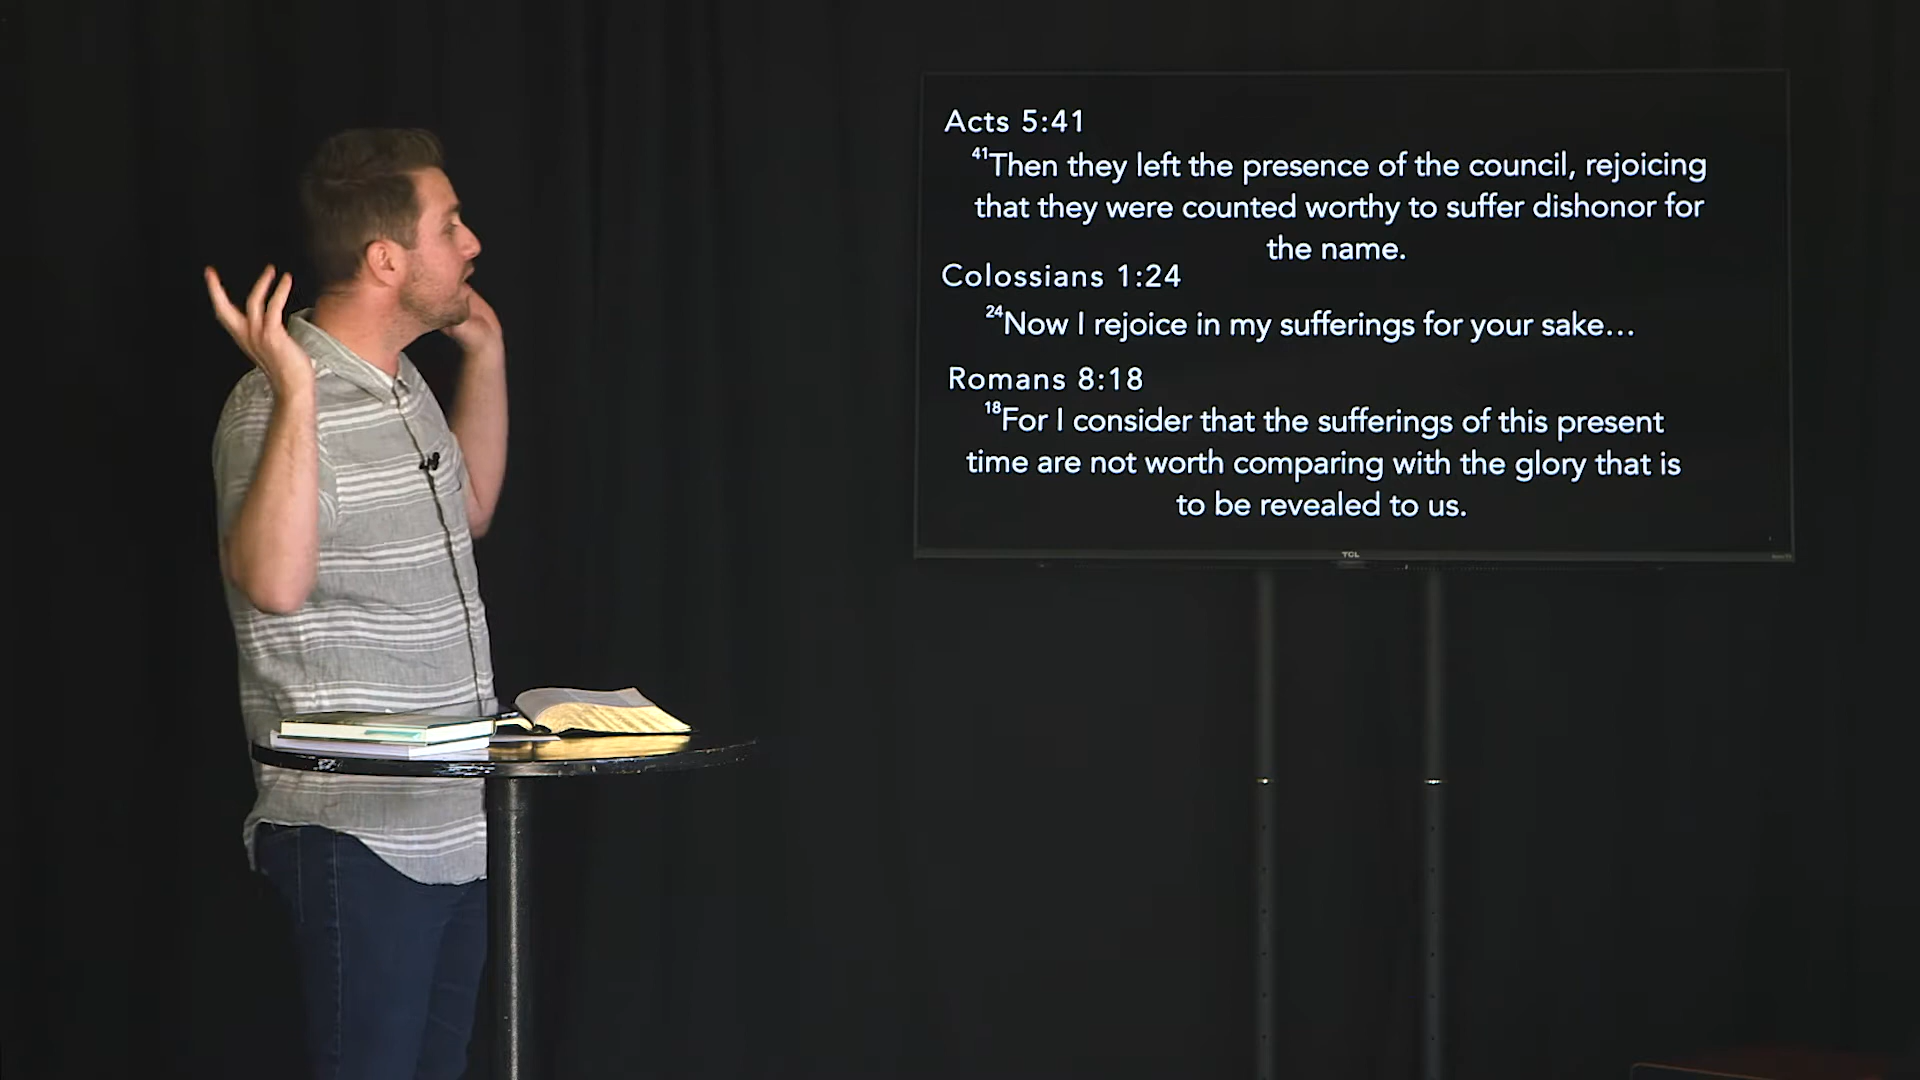 Acts 5:41
41Then they left the presence of the council, rejoicing
that they were counted worthy to suffer dishonor for
the name.
Colossians 1:24
24Now I rejoice in my sufferings for your sake…
Romans 8:18
18For I consider that the sufferings of this present
time are not worth comparing with the glory that is
to be revealed to us.
TCL